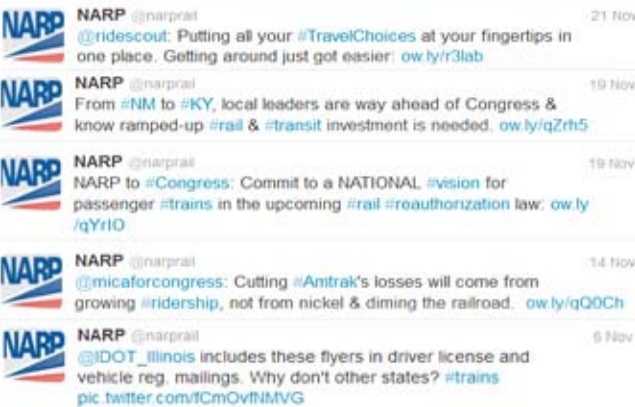 NARP
NARP @narprail 21 Nov
@ridescout: Putting all your #TravelChoices at your fingertips in
one place. Getting around just got easier: ow.ly/r3lab
NARP
NARP @narprail 19 Nov
From #NM to #KY, local leaders are way ahead of Congress &
know ramped-up #rail & #transit investment is needed. ow.ly/qZrh5
NARP
NARP @narprail 19 Nov
NARP to #Congress: Commit to a NATIONAL #vision for
passenger #trains in the upcoming #rail #reauthorization law: ow.ly
/qYrIO
NARP
NARP @narprail 14 Nov
@micaforcongress: Cutting #Amtrak's losses will come from
growing #ridership, not from nickel & diming the railroad. ow.ly/qQ0Ch
NARP
NARP @narprail 6 Nov
@IDOT_Illinois includes these flyers in driver license and
vehicle reg. mailings. Why don't other states? #trains
pic.twitter.com/fCmOvfNMVG